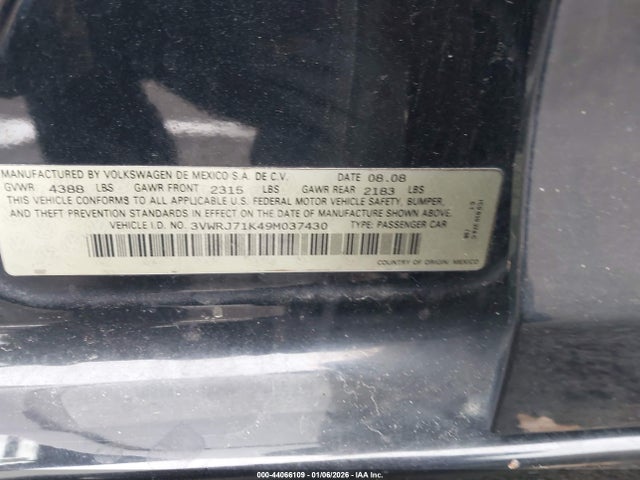 MANUFACTURED BY VOLKSWAGEN DE MEXICO S.A. DE C.V. DATE 08.08
GVWR 4388 LBS GAWR FRONT 2315 LBS GAWR REAR 2183 LBS
THIS VEHICLE CONFORMS TO ALL APPLICABLE U.S. FEDERAL MOTOR VEHICLE SAFETY, BUMPER,
AND THEFT PREVENTION STANDARDS IN EFFECT ON THE DATE OF MANUFACTURE SHOWN ABOVE.
VEHICLE I.D. NO. 3VWRJ71K49M037430 TYPE: PASSENGER CAR
COUNTRY OF ORIGIN: MEXICO
000-44066109 - 01/06/2026 - IAA Inc.